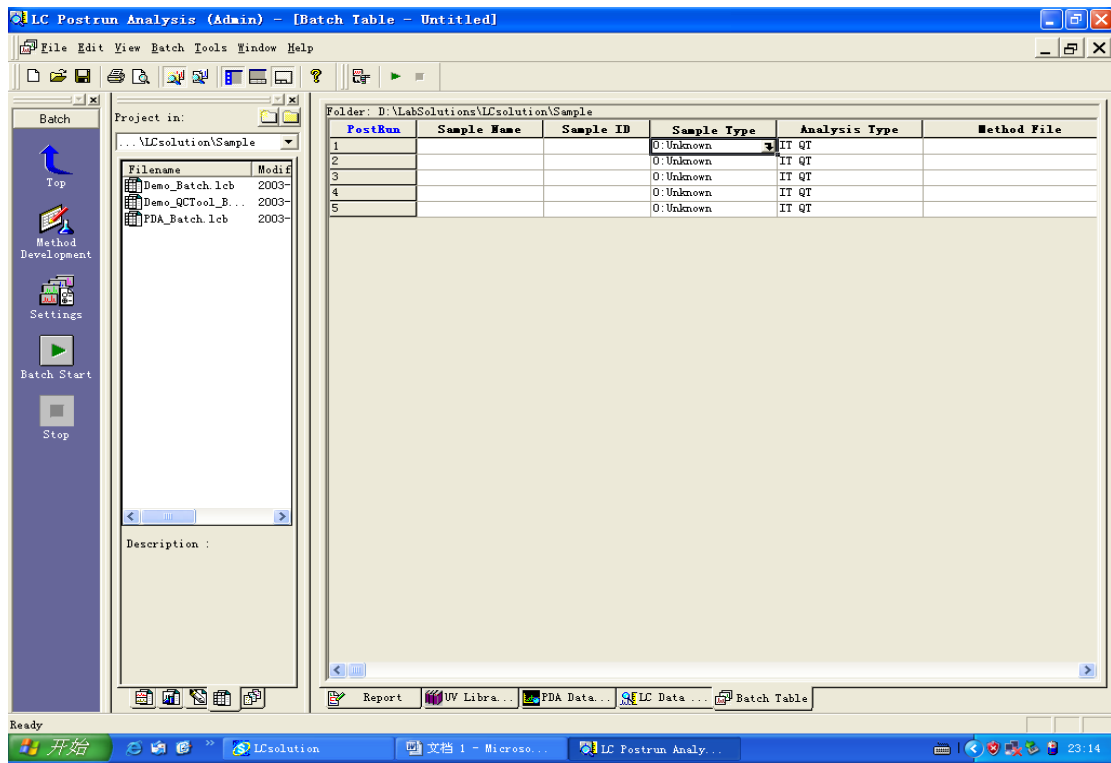 LC Postrun Analysis (Admin) - [Batch Table - Untitled]
File Edit View Batch Tools Window Help
Batch
Top
Method
Development
Settings
Batch Start
Stop
Project in:
...\LCsolution\Sample
Filename Modif
Demo_Batch.lcb 2003-
Demo_QCTool_B... 2003-
PDA_Batch.lcb 2003-
Description :
Folder: D:\LabSolutions\LCsolution\Sample
PostRun Sample Name Sample ID Sample Type Analysis Type Method File
1 0:Unknown IT QT
2 0:Unknown IT QT
3 0:Unknown IT QT
4 0:Unknown IT QT
5 0:Unknown IT QT
Report UV Libra... PDA Data... LC Data ... Batch Table
Ready
开始 LCsolution 文档 1 - Microso... LC Postrun Analy... 23:14